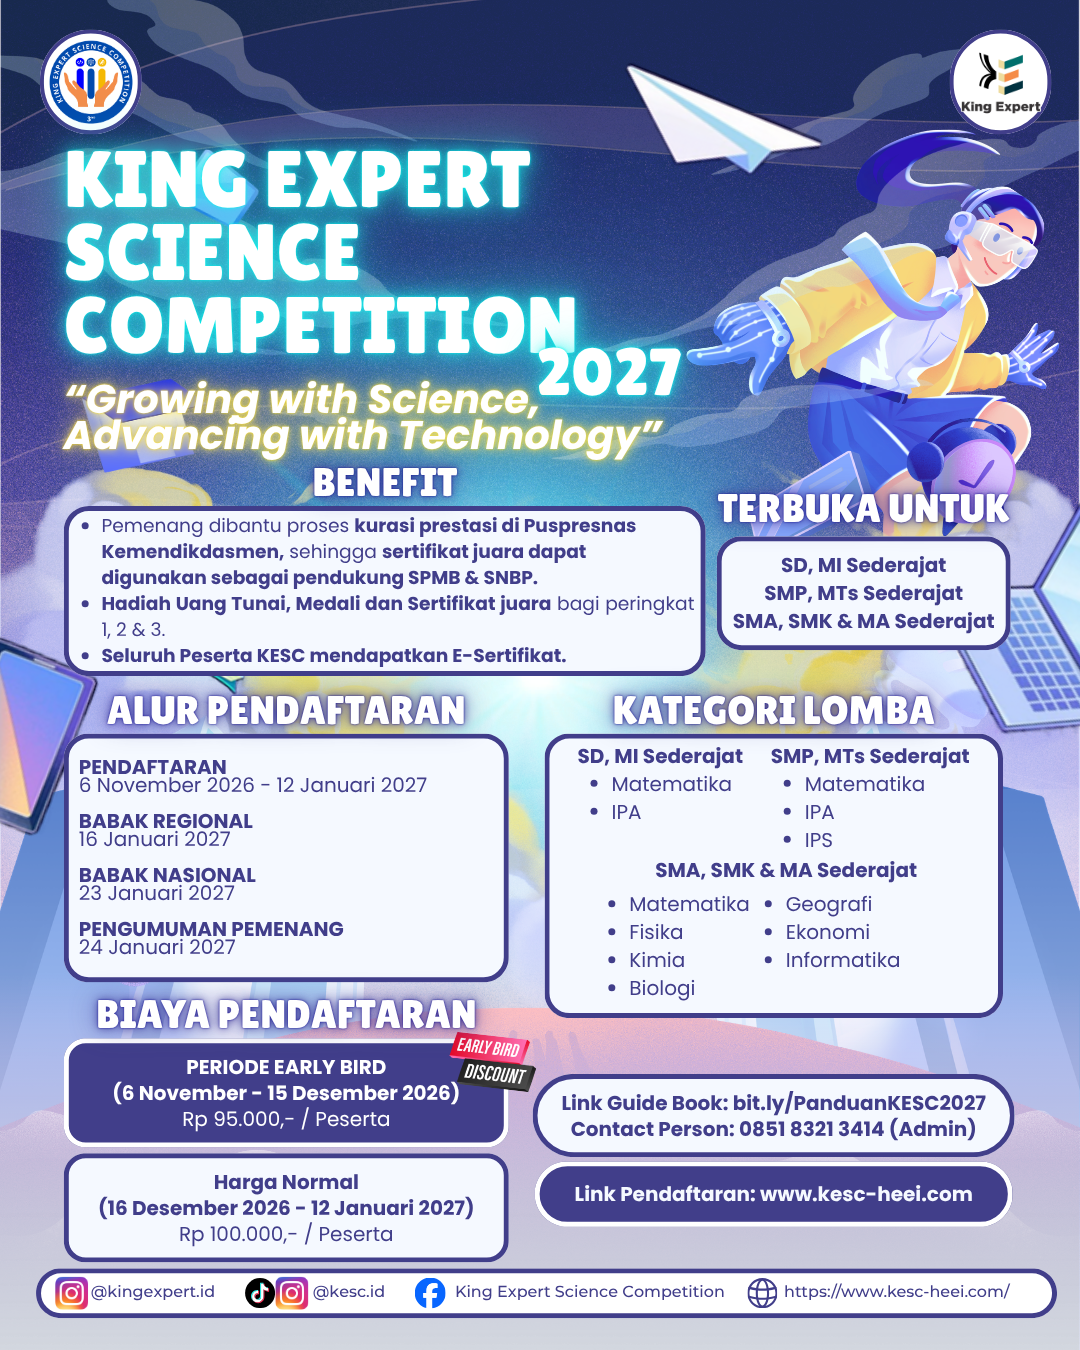 KING EXPERT SCIENCE COMPETITION
3RD
King Expert
KING EXPERT
SCIENCE
COMPETITION
2027
“Growing with Science,
Advancing with Technology”
BENEFIT
• Pemenang dibantu proses kurasi prestasi di Puspresnas
Kemendikdasmen, sehingga sertifikat juara dapat
digunakan sebagai pendukung SPMB & SNBP.
• Hadiah Uang Tunai, Medali dan Sertifikat juara bagi peringkat
1, 2 & 3.
• Seluruh Peserta KESC mendapatkan E-Sertifikat.
TERBUKA UNTUK
SD, MI Sederajat
SMP, MTs Sederajat
SMA, SMK & MA Sederajat
ALUR PENDAFTARAN
PENDAFTARAN
6 November 2026 - 12 Januari 2027
BABAK REGIONAL
16 Januari 2027
BABAK NASIONAL
23 Januari 2027
PENGUMUMAN PEMENANG
24 Januari 2027
KATEGORI LOMBA
SD, MI Sederajat
• Matematika
• IPA
SMP, MTs Sederajat
• Matematika
• IPA
• IPS
SMA, SMK & MA Sederajat
• Matematika
• Fisika
• Kimia
• Biologi
• Geografi
• Ekonomi
• Informatika
BIAYA PENDAFTARAN
EARLY BIRD
DISCOUNT
PERIODE EARLY BIRD
(6 November - 15 Desember 2026)
Rp 95.000,- / Peserta
Harga Normal
(16 Desember 2026 - 12 Januari 2027)
Rp 100.000,- / Peserta
Link Guide Book: bit.ly/PanduanKESC2027
Contact Person: 0851 8321 3414 (Admin)
Link Pendaftaran: www.kesc-heei.com
@kingexpert.id
@kesc.id
King Expert Science Competition
https://www.kesc-heei.com/